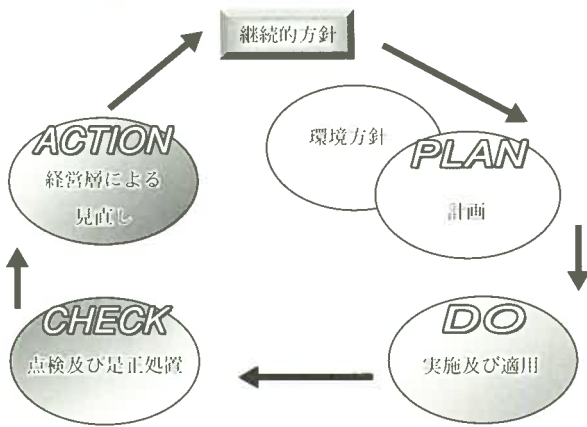 継続的方針
環境方針
PLAN
計画
DO
実施及び適用
CHECK
点検及び是正処置
ACTION
経営層による
見直し